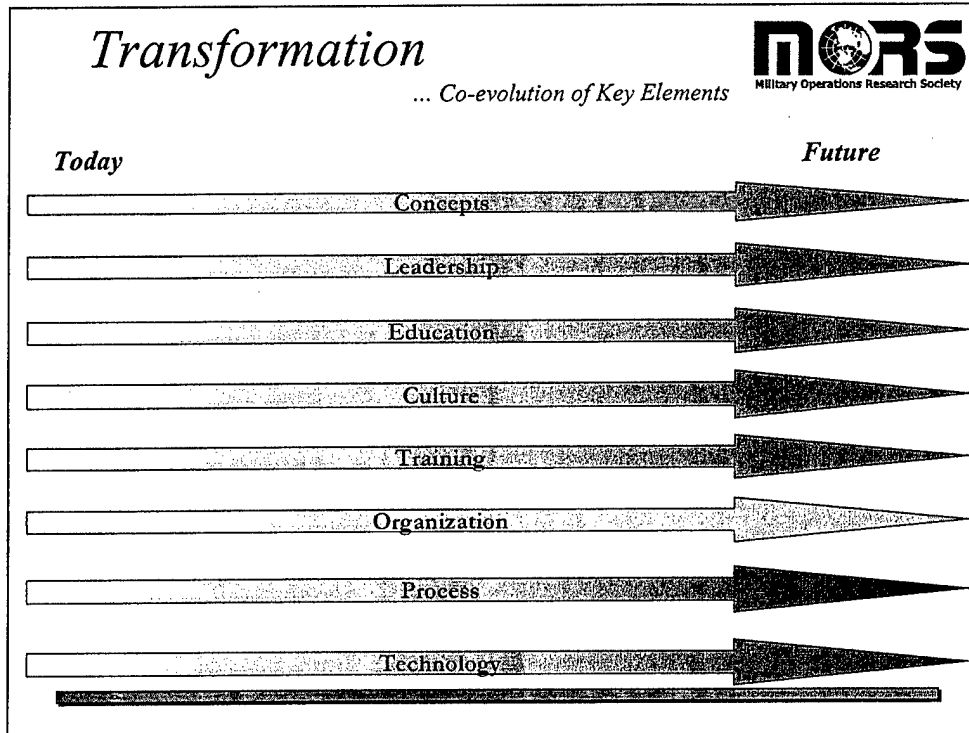 Transformation
MORS
Military Operations Research Society
... Co-evolution of Key Elements
Today
Future
Concepts
Leadership
Education
Culture
Training
Organization
Process
Technology